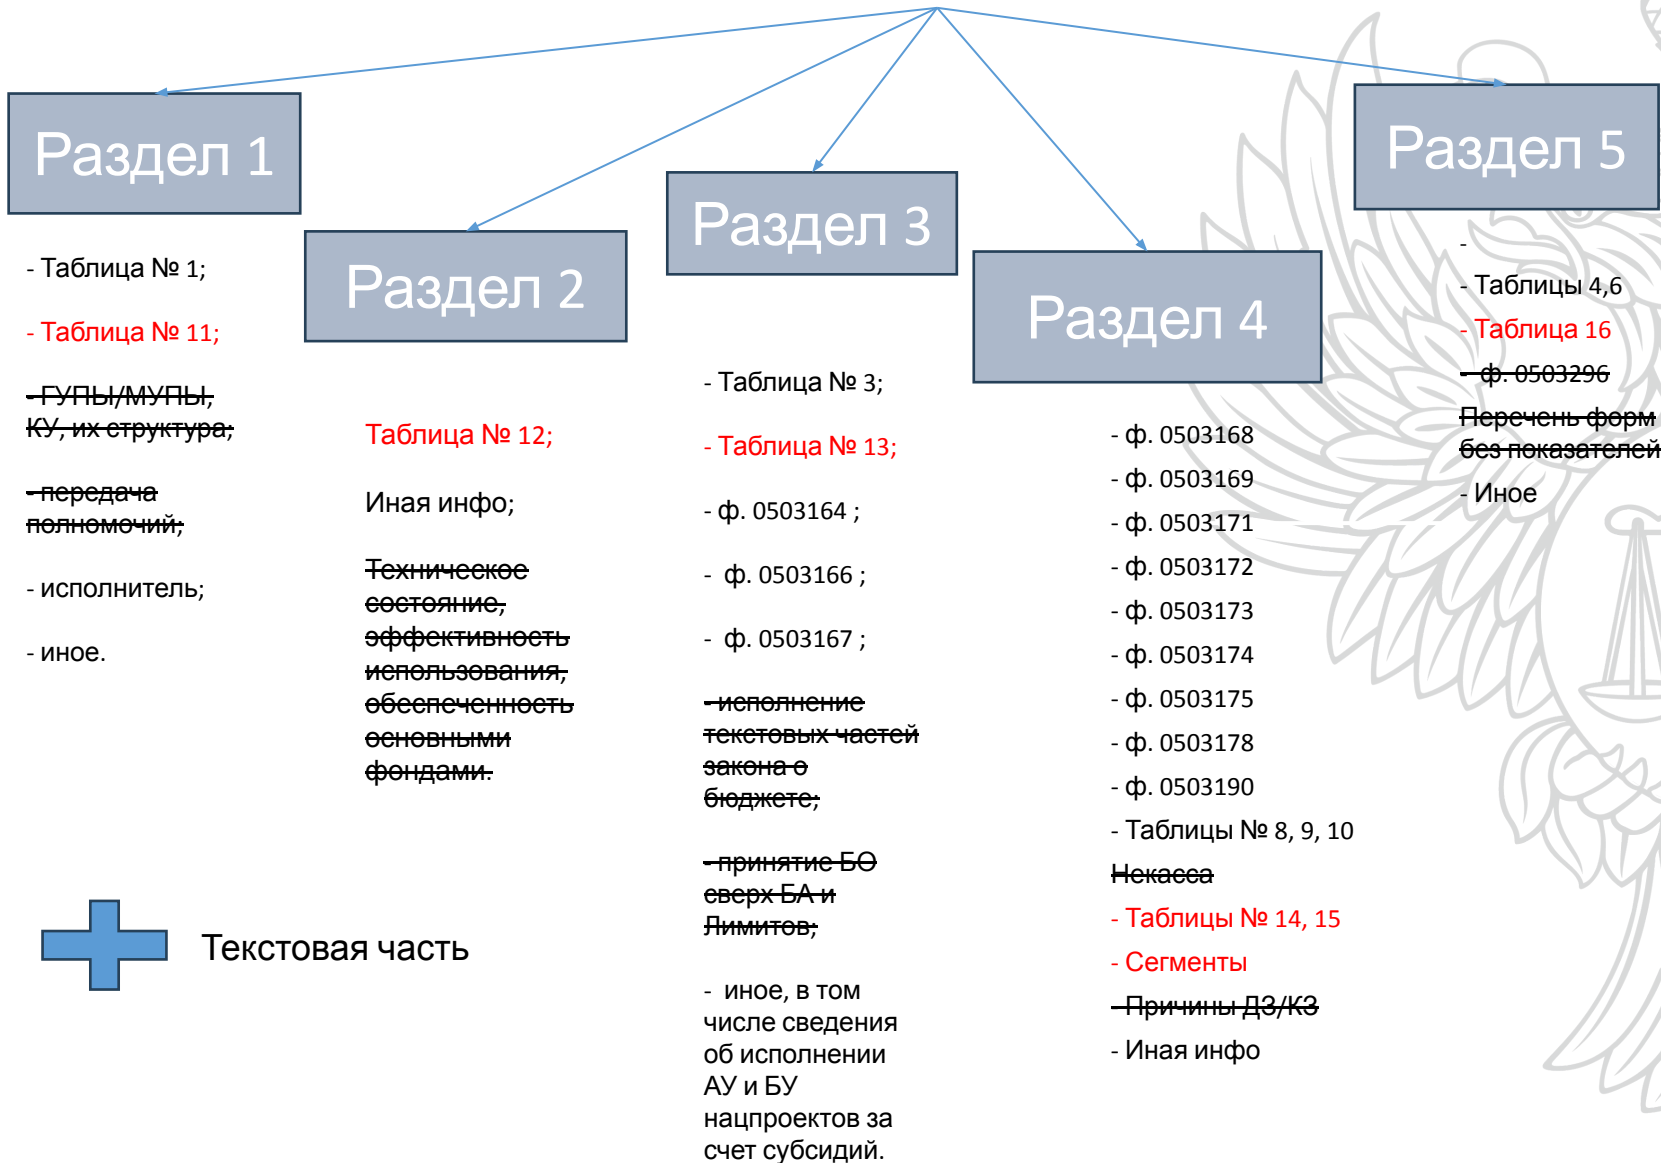 Раздел 1
- Таблица № 1;
- Таблица № 11;
- ГУПЫ/МУПЫ,
КУ, их структура;
- передача
полномочий;
- исполнитель;
- иное.
Раздел 2
Таблица № 12;
Иная инфо;
Техническое
состояние,
эффективность
использования,
обеспеченность
основными
фондами.
Раздел 3
- Таблица № 3;
- Таблица № 13;
- ф. 0503164 ;
- ф. 0503166 ;
- ф. 0503167 ;
- исполнение
текстовых частей
закона о
бюджете;
- принятие БО
сверх БА и
Лимитов;
- иное, в том
числе сведения
об исполнении
АУ и БУ
нацпроектов за
счет субсидий.
Раздел 4
- ф. 0503168
- ф. 0503169
- ф. 0503171
- ф. 0503172
- ф. 0503173
- ф. 0503174
- ф. 0503175
- ф. 0503178
- ф. 0503190
- Таблицы № 8, 9, 10
Некасса
- Таблицы № 14, 15
- Сегменты
- Причины ДЗ/КЗ
- Иная инфо
Раздел 5
-
- Таблицы 4,6
- Таблица 16
- ф. 0503296
Перечень форм
без показателей
- Иное
Текстовая часть